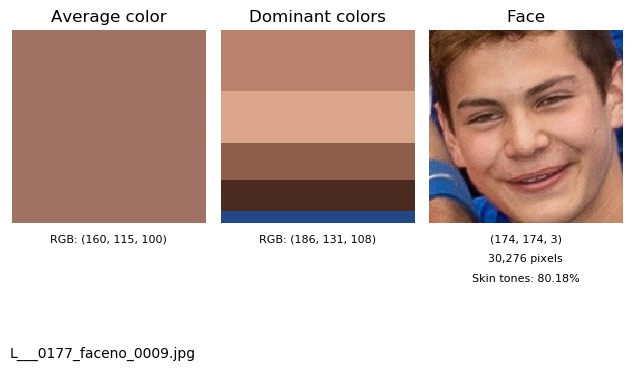 Average color
Dominant colors
Face
RGB: (160, 115, 100)
RGB: (186, 131, 108)
(174, 174, 3)
30,276 pixels
Skin tones: 80.18%
L___0177_faceno_0009.jpg